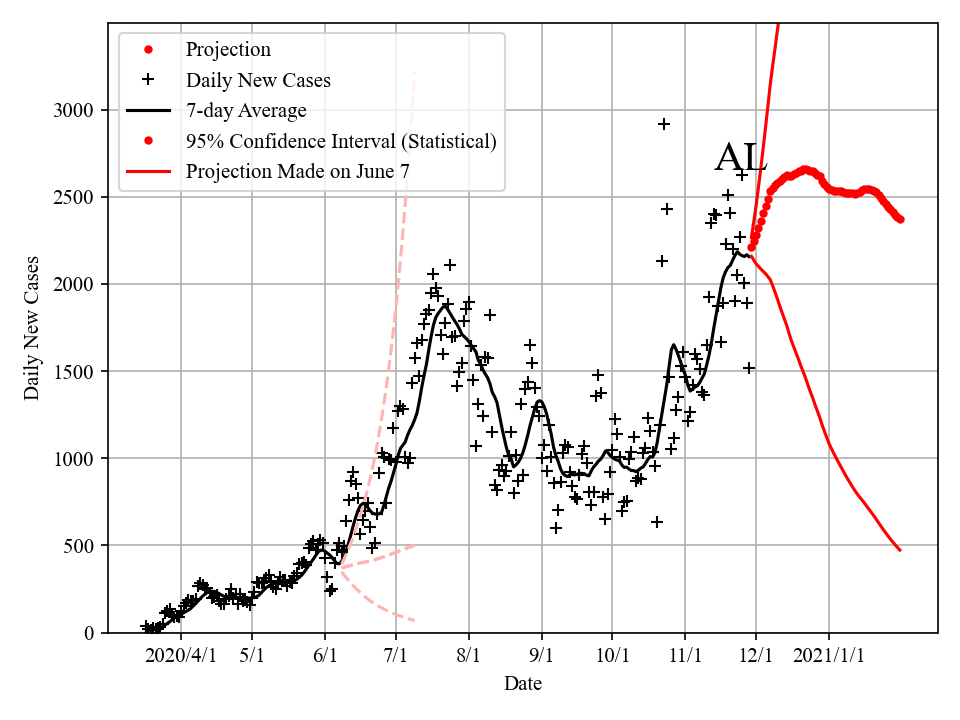 Projection
Daily New Cases
7-day Average
95% Confidence Interval (Statistical)
Projection Made on June 7
AL
3000
2500
2000
1500
1000
500
0
Daily New Cases
2020/4/1 5/1 6/1 7/1 8/1 9/1 10/1 11/1 12/1 2021/1/1
Date